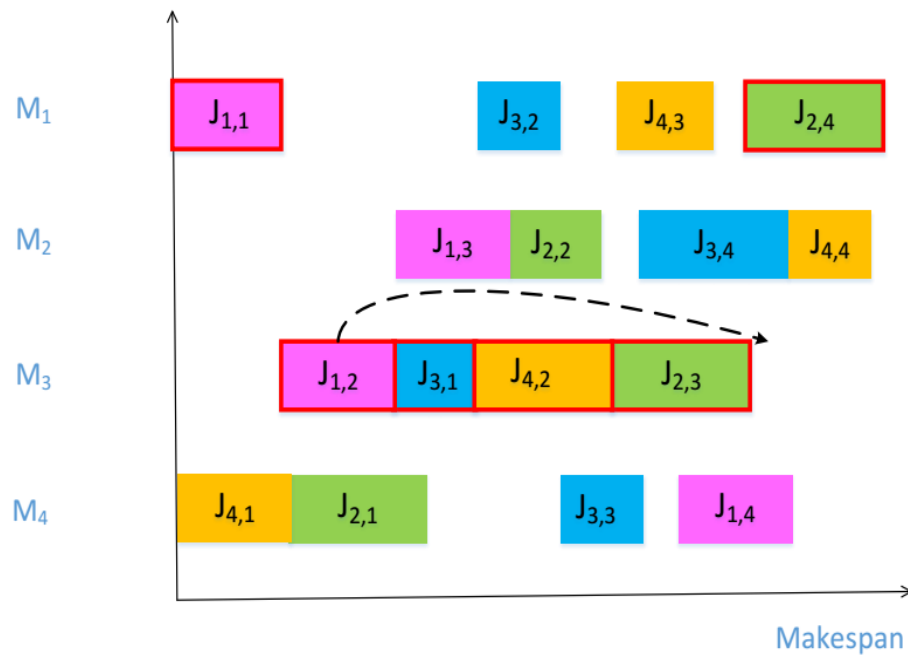 M₁ J₁,₁ J₃,₂ J₄,₃ J₂,₄
M₂ J₁,₃ J₂,₂ J₃,₄ J₄,₄
M₃ J₁,₂ J₃,₁ J₄,₂ J₂,₃
M₄ J₄,₁ J₂,₁ J₃,₃ J₁,₄
Makespan